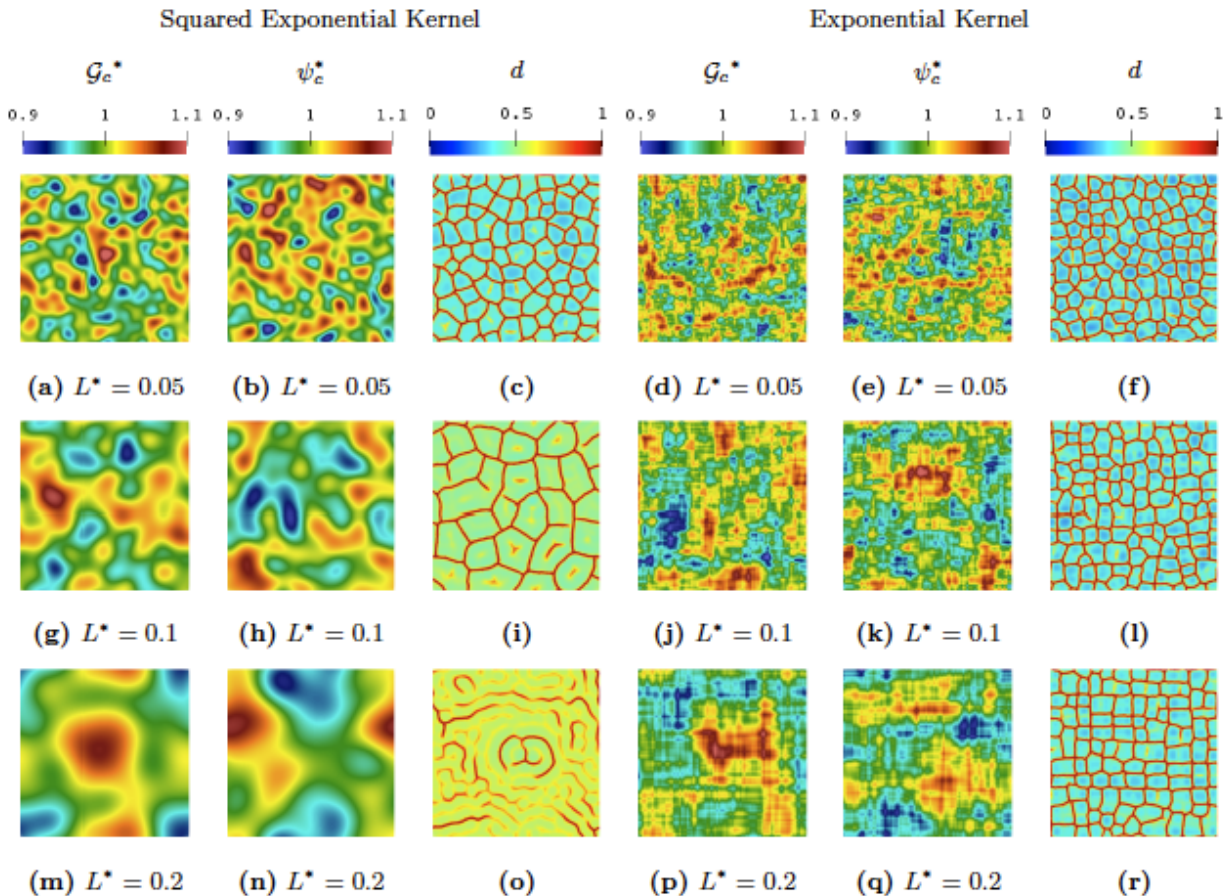 Squared Exponential Kernel Exponential Kernel
𝒢c* ψc* d 𝒢c* ψc* d
0.9 1 1.1 0.9 1 1.1 0 0.5 1 0.9 1 1.1 0.9 1 1.1 0 0.5 1
(a) L* = 0.05 (b) L* = 0.05 (c) (d) L* = 0.05 (e) L* = 0.05 (f)
(g) L* = 0.1 (h) L* = 0.1 (i) (j) L* = 0.1 (k) L* = 0.1 (l)
(m) L* = 0.2 (n) L* = 0.2 (o) (p) L* = 0.2 (q) L* = 0.2 (r)